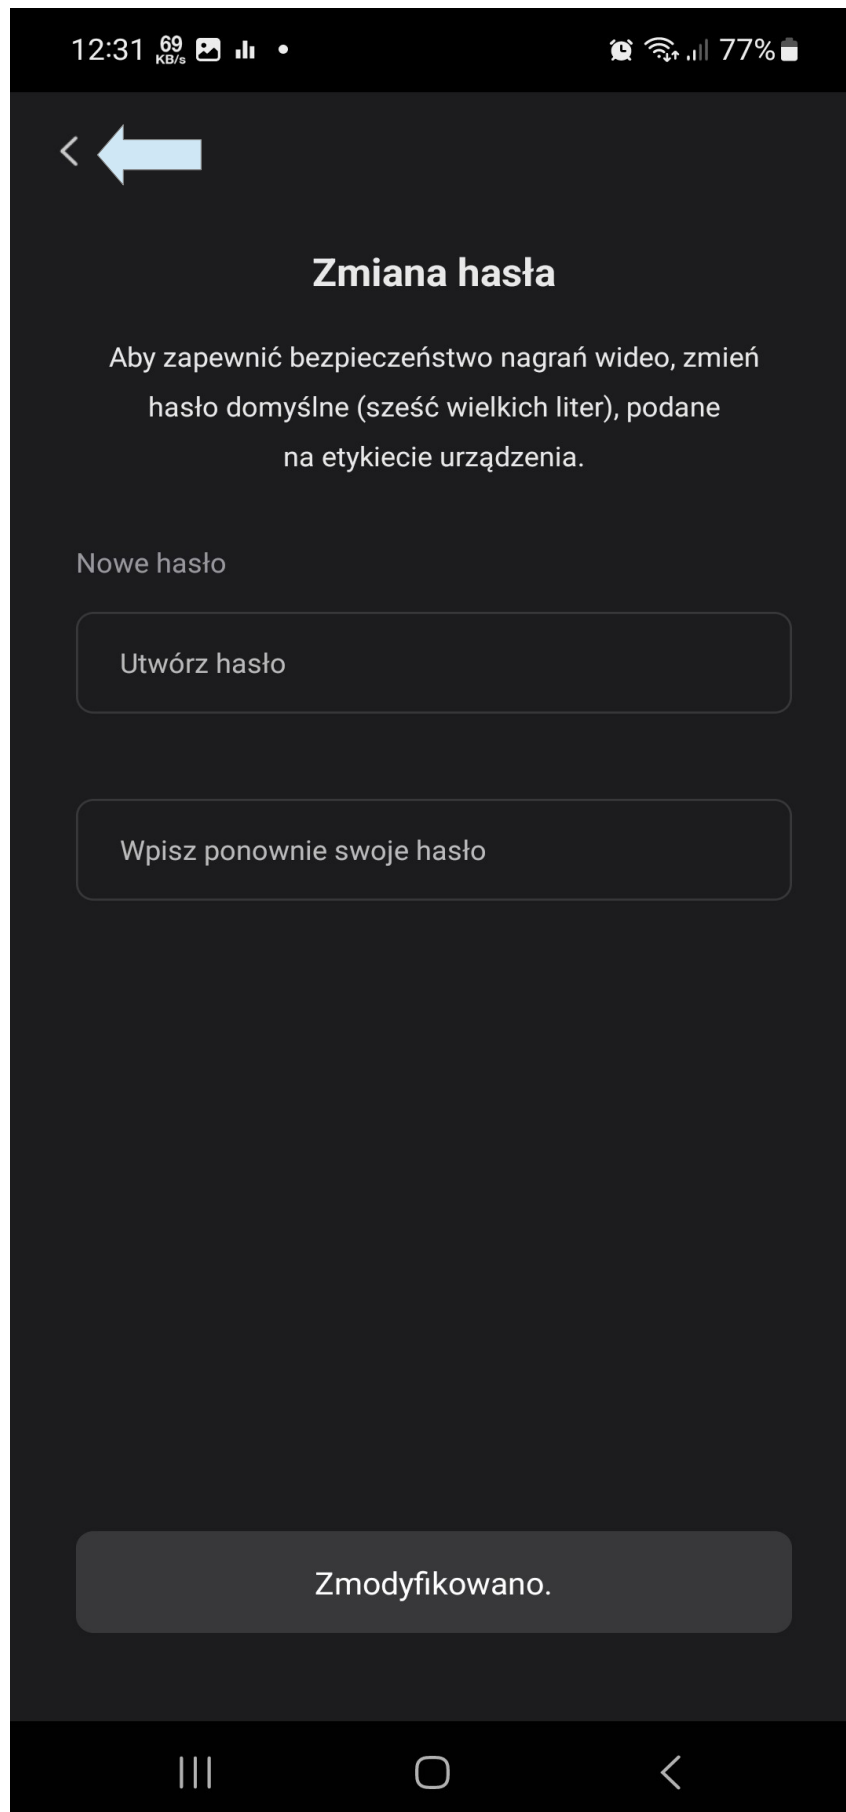 12:31 69 KB/s 77%
Zmiana hasła
Aby zapewnić bezpieczeństwo nagrań wideo, zmień
hasło domyślne (sześć wielkich liter), podane
na etykiecie urządzenia.
Nowe hasło
Utwórz hasło
Wpisz ponownie swoje hasło
Zmodyfikowano.